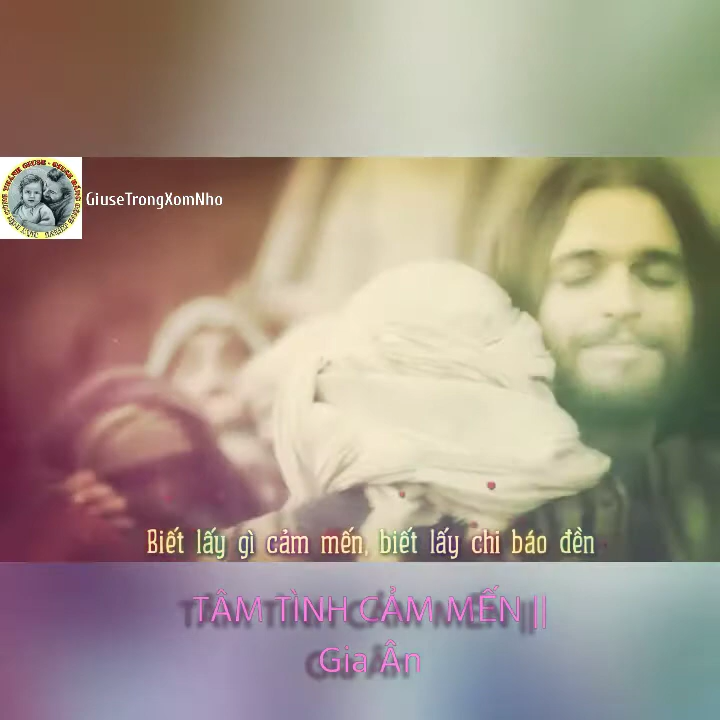 GiuseTrongXomNho
Biết lấy gì cảm mến, biết lấy chi báo đền
TÂM TÌNH CẢM MẾN ||
Gia Ân